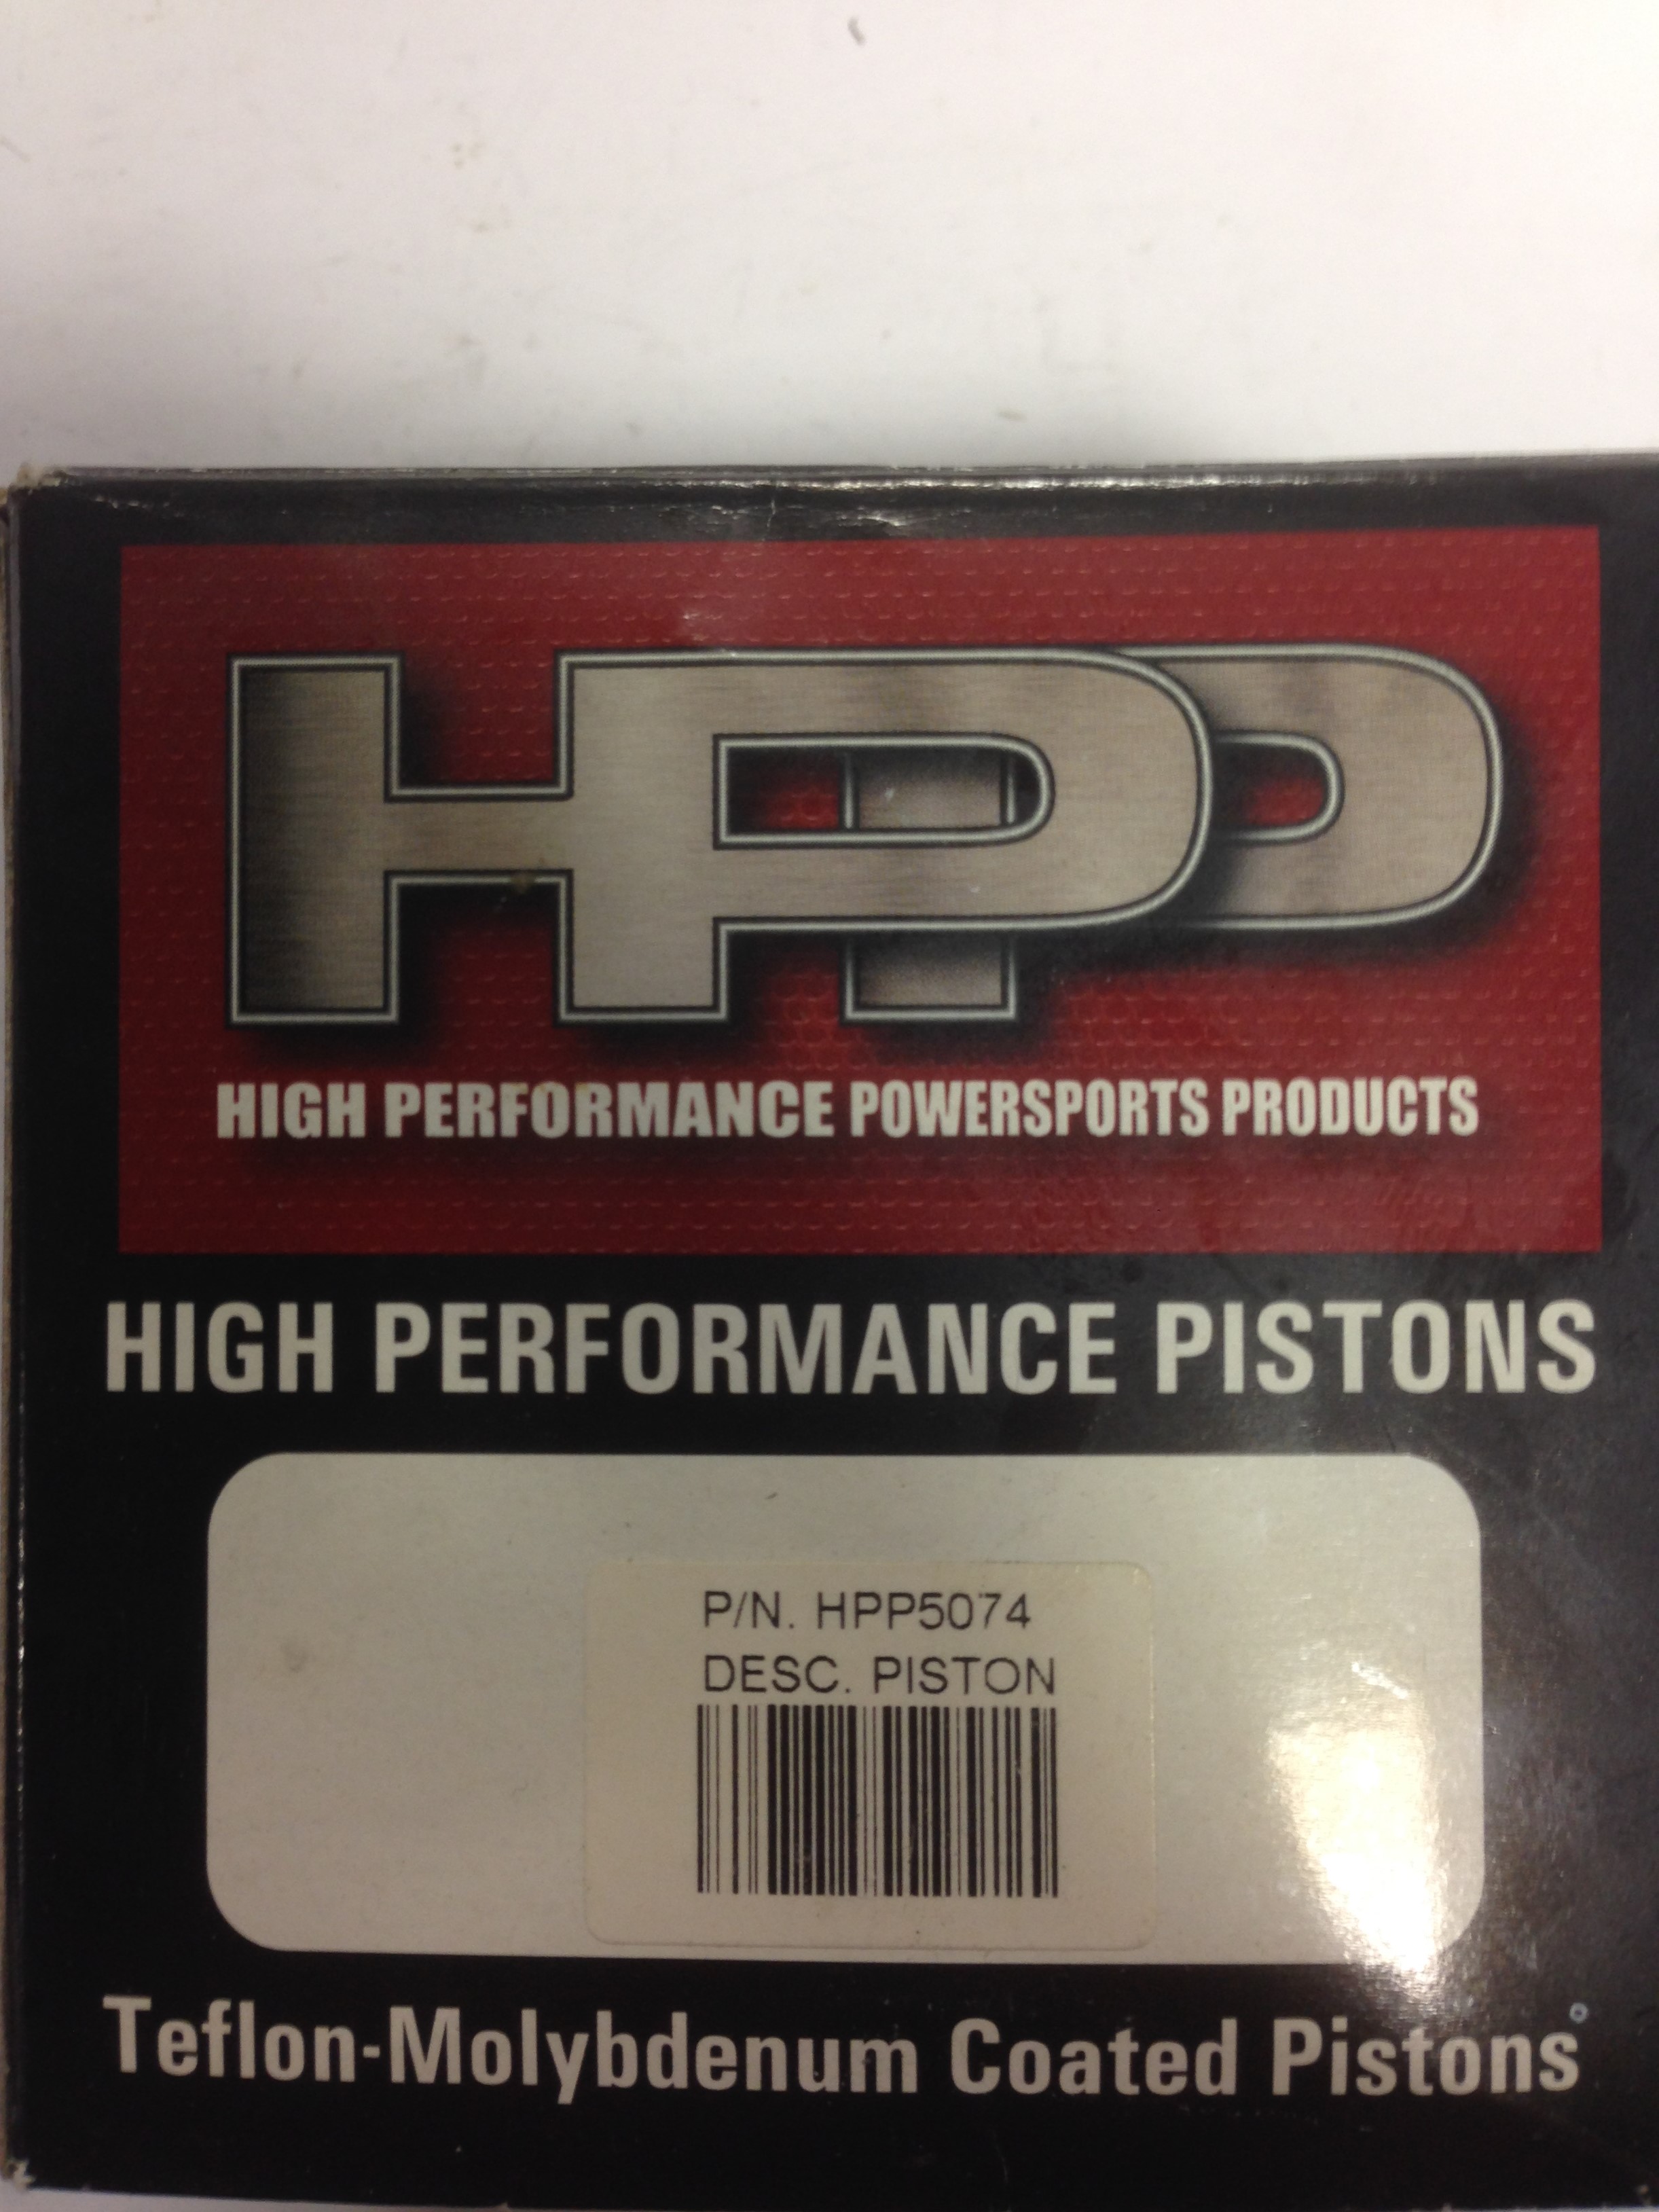 HPP
HIGH PERFORMANCE POWERSPORTS PRODUCTS
HIGH PERFORMANCE PISTONS
P/N. HPP5074
DESC. PISTON
Teflon-Molybdenum Coated Pistons